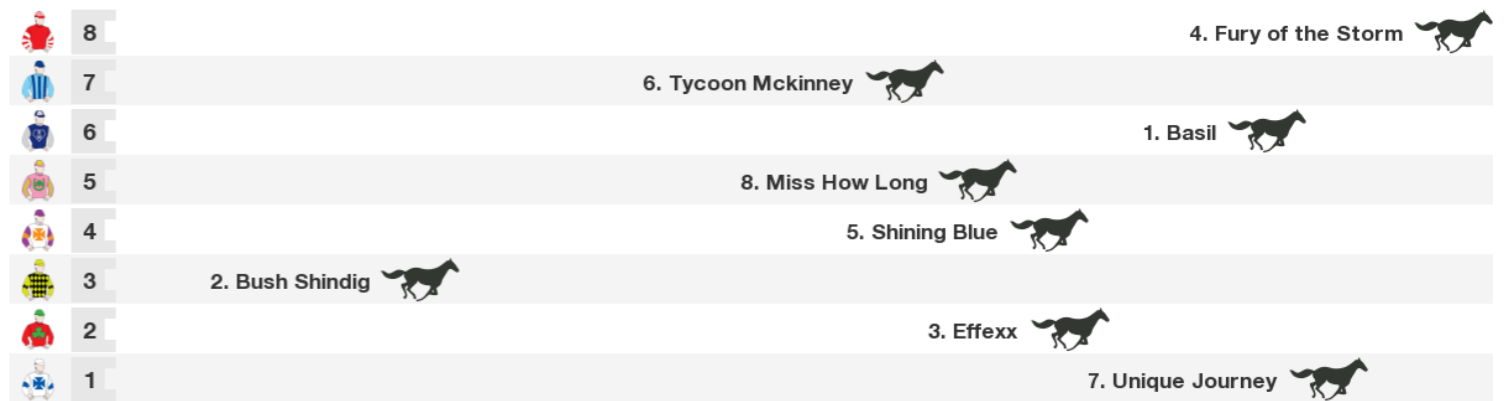 8 4. Fury of the Storm
7 6. Tycoon Mckinney
6 1. Basil
5 8. Miss How Long
4 5. Shining Blue
3 2. Bush Shindig
2 3. Effexx
1 7. Unique Journey